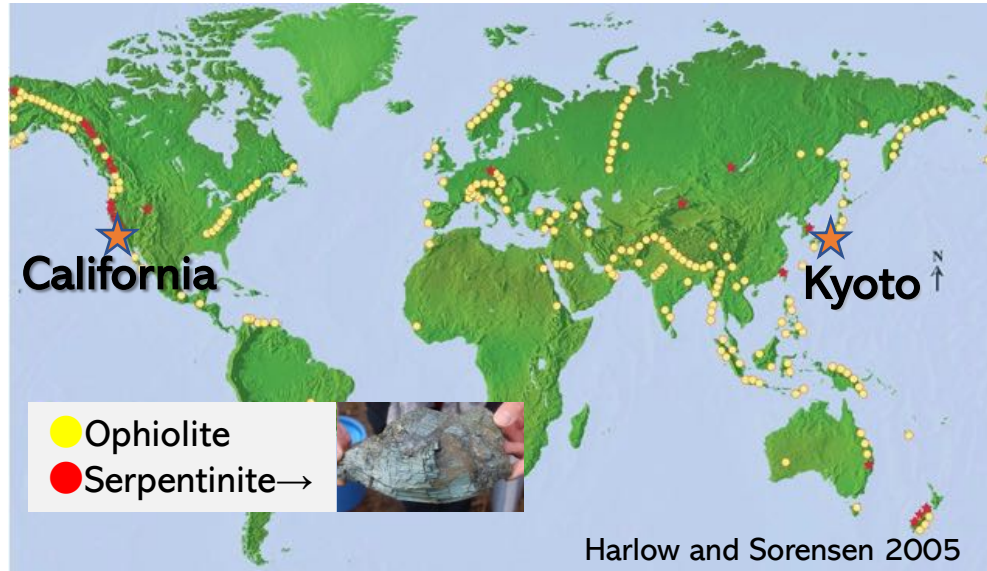 California
Kyoto
N
Ophiolite
Serpentinite→
Harlow and Sorensen 2005